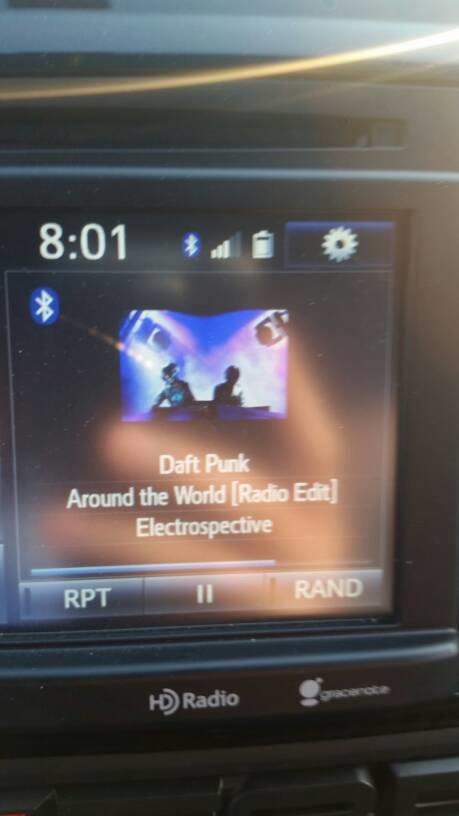 8:01
Daft Punk
Around the World [Radio Edit]
Electrospective
RPT
RAND
HD Radio
gracenote